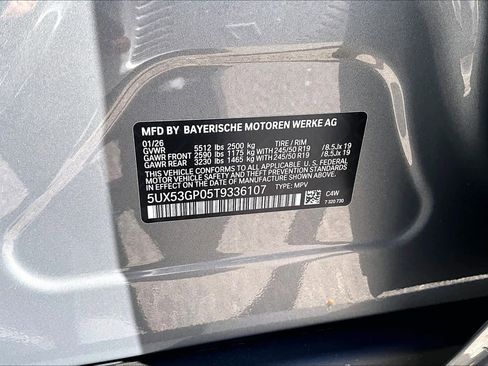 MFD BY BAYERISCHE MOTOREN WERKE AG
01/26 TIRE / RIM
GVWR 5512 lbs 2500 kg
GAWR FRONT 2590 lbs 1175 kg WITH 245/50 R19 /8.5Jx 19
GAWR REAR 3230 lbs 1465 kg WITH 245/50 R19 /8.5Jx 19
THIS VEHICLE CONFORMS TO ALL APPLICABLE U.S. FEDERAL
MOTOR VEHICLE SAFETY STANDARDS IN EFFECT ON THE
DATE OF MANUFACTURE SHOWN ABOVE.
5UX53GP05T9336107 TYPE: MPV
C4W
7 320 730